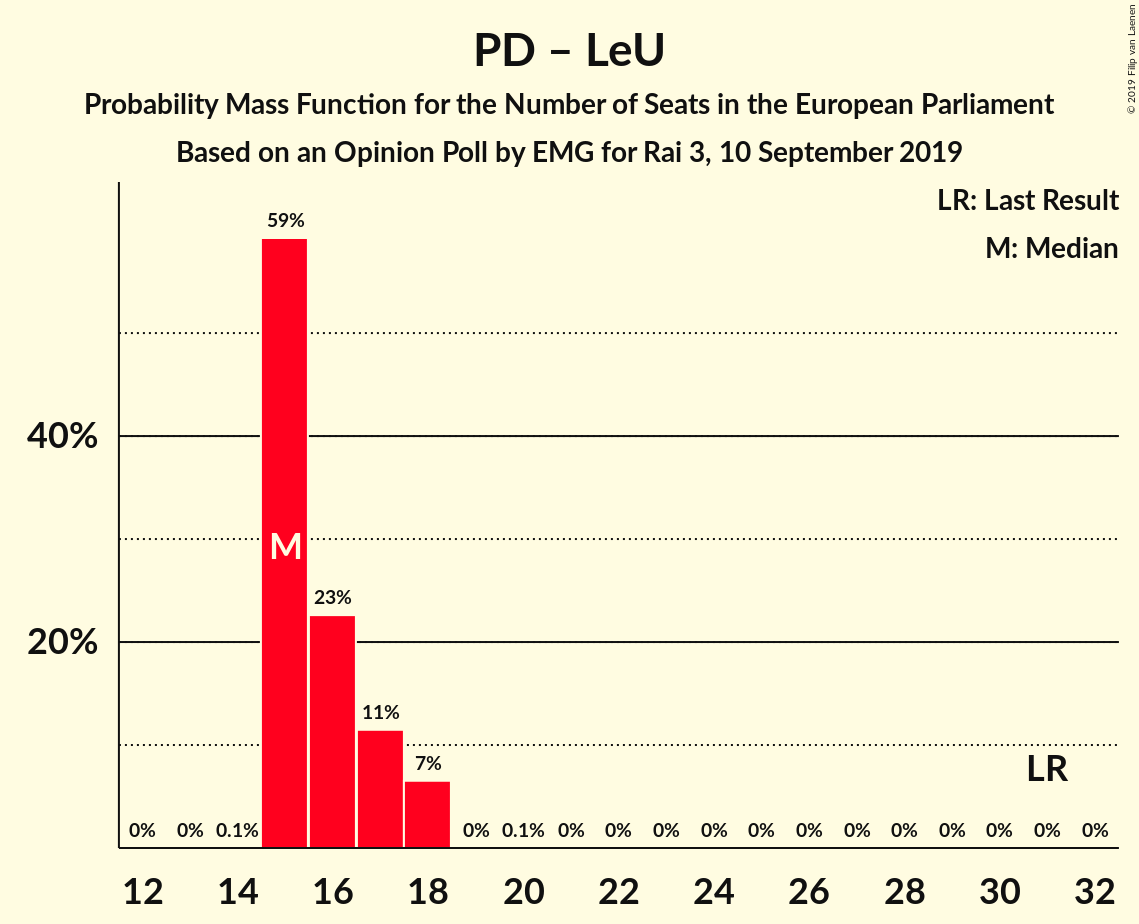 PD – LeU
Probability Mass Function for the Number of Seats in the European Parliament
Based on an Opinion Poll by EMG for Rai 3, 10 September 2019
© 2019 Filip van Laenen
LR: Last Result
M: Median
59%
40%
M
23%
20%
11%
7%
LR
0% 0% 0.1% 0% 0.1% 0% 0% 0% 0% 0% 0% 0% 0% 0% 0% 0% 0%
12 14 16 18 20 22 24 26 28 30 32